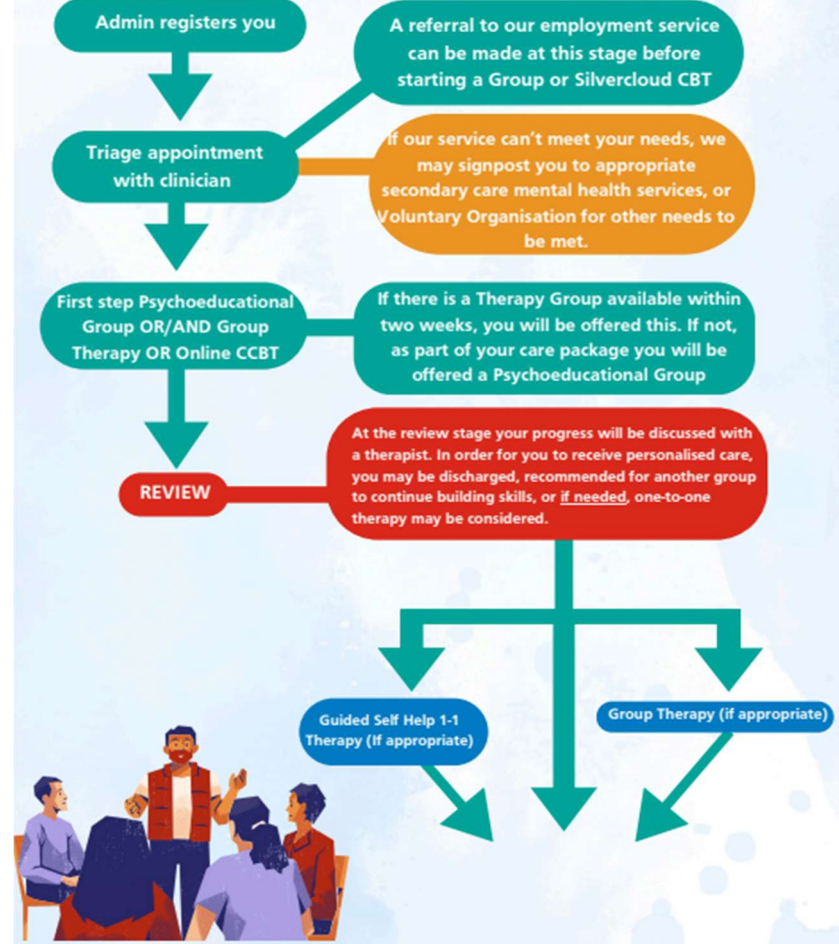 Admin registers you
A referral to our employment service
can be made at this stage before
starting a Group or Silvercloud CBT
Triage appointment
with clinician
If our service can't meet your needs, we
may signpost you to appropriate
secondary care mental health services, or
Voluntary Organisation for other needs to
be met.
First step Psychoeducational
Group OR/AND Group
Therapy OR Online CCBT
If there is a Therapy Group available within
two weeks, you will be offered this. If not,
as part of your care package you will be
offered a Psychoeducational Group
REVIEW
At the review stage your progress will be discussed with
a therapist. In order for you to receive personalised care,
you may be discharged, recommended for another group
to continue building skills, or if needed, one-to-one
therapy may be considered.
Guided Self Help 1-1
Therapy (If appropriate)
Group Therapy (if appropriate)